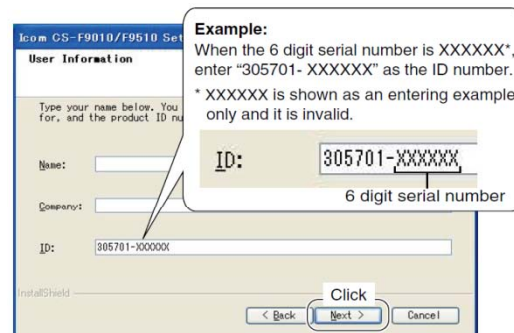 Icom CS-F9010/F9510 Set
User Information
Type your name below. You
for, and the product ID nu
Name:
Company:
ID:
305701-XXXXXX
InstallShield
< Back
Next >
Cancel
Click
Example:
When the 6 digit serial number is XXXXXX*,
enter “305701- XXXXXX” as the ID number.
* XXXXXX is shown as an entering example
only and it is invalid.
ID:
305701-XXXXXX
6 digit serial number